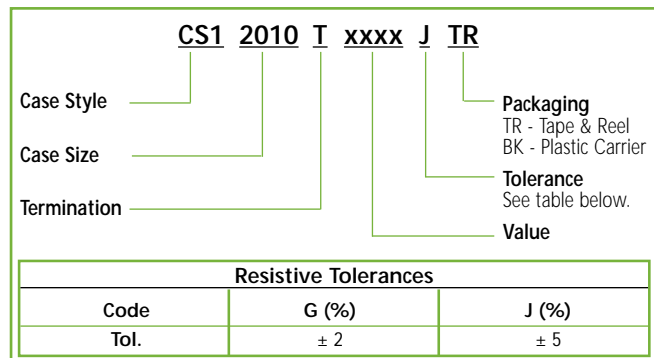 CS1 2010 T xxxx J TR
Case Style
Case Size
Termination
Packaging
TR - Tape & Reel
BK - Plastic Carrier
Tolerance
See table below.
Value
Resistive Tolerances
Code G (%) J (%)
Tol. ± 2 ± 5